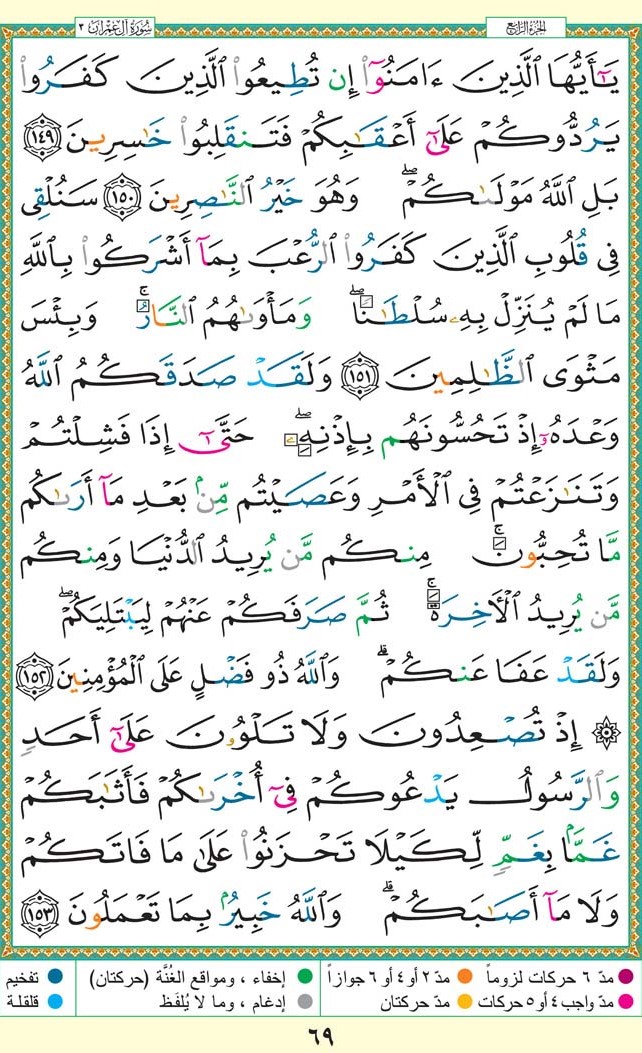 الجزء الرابع
سورة آل عمران ٣
يَـٰٓأَيُّهَا ٱلَّذِينَ ءَامَنُوٓا۟ إِن تُطِيعُوا۟ ٱلَّذِينَ كَفَرُوا۟
يَرُدُّوكُمْ عَلَىٰٓ أَعْقَـٰبِكُمْ فَتَنقَلِبُوا۟ خَـٰسِرِينَ ١٤٩
بَلِ ٱللَّهُ مَوْلَىٰكُمْ ۖ وَهُوَ خَيْرُ ٱلنَّـٰصِرِينَ ١٥٠ سَنُلْقِى
فِى قُلُوبِ ٱلَّذِينَ كَفَرُوا۟ ٱلرُّعْبَ بِمَآ أَشْرَكُوا۟ بِٱللَّهِ
مَا لَمْ يُنَزِّلْ بِهِۦ سُلْطَـٰنًا ۖ وَمَأْوَىٰهُمُ ٱلنَّارُ ۚ وَبِئْسَ
مَثْوَى ٱلظَّـٰلِمِينَ ١٥١ وَلَقَدْ صَدَقَكُمُ ٱللَّهُ
وَعْدَهُۥٓ إِذْ تَحُسُّونَهُم بِإِذْنِهِۦ ۖ حَتَّىٰٓ إِذَا فَشِلْتُمْ
وَتَنَـٰزَعْتُمْ فِى ٱلْأَمْرِ وَعَصَيْتُم مِّنۢ بَعْدِ مَآ أَرَىٰكُم
مَّا تُحِبُّونَ ۚ مِنكُم مَّن يُرِيدُ ٱلدُّنْيَا وَمِنكُم
مَّن يُرِيدُ ٱلْـَٔاخِرَةَ ۚ ثُمَّ صَرَفَكُمْ عَنْهُمْ لِيَبْتَلِيَكُمْ ۖ
وَلَقَدْ عَفَا عَنكُمْ ۗ وَٱللَّهُ ذُو فَضْلٍ عَلَى ٱلْمُؤْمِنِينَ ١٥٢
۞ إِذْ تُصْعِدُونَ وَلَا تَلْوُۥنَ عَلَىٰٓ أَحَدٍ
وَٱلرَّسُولُ يَدْعُوكُمْ فِىٓ أُخْرَىٰكُمْ فَأَثَـٰبَكُمْ
غَمًّۢا بِغَمٍّ لِّكَيْلَا تَحْزَنُوا۟ عَلَىٰ مَا فَاتَكُمْ
وَلَا مَآ أَصَـٰبَكُمْ ۗ وَٱللَّهُ خَبِيرٌۢ بِمَا تَعْمَلُونَ ١٥٣
مدّ ٦ حركات لزوماً مدّ ٢ أو ٤ أو ٦ جوازاً إخفاء ، ومواقع الغُنَّة (حركتان) تفخيم
مدّ واجب ٤ أو ٥ حركات مدّ حركتان إدغام ، وما لا يُلفَظ قلقلة
٦٩